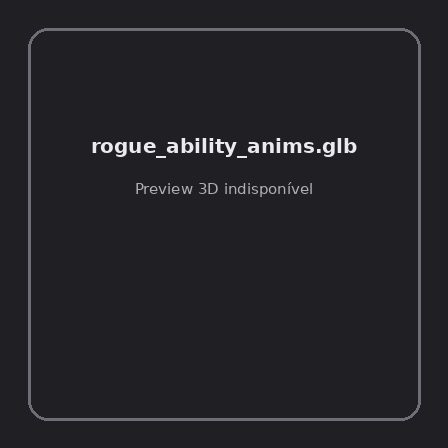 rogue_ability_anims.glb
Preview 3D indisponível